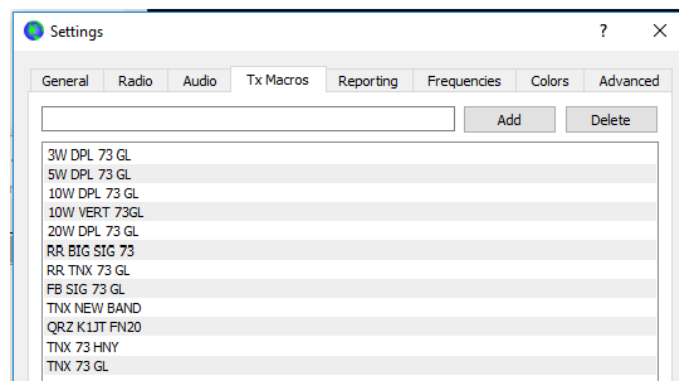 Settings ? X
General Radio Audio Tx Macros Reporting Frequencies Colors Advanced
Add Delete
3W DPL 73 GL
5W DPL 73 GL
10W DPL 73 GL
10W VERT 73GL
20W DPL 73 GL
RR BIG SIG 73
RR TNX 73 GL
FB SIG 73 GL
TNX NEW BAND
QRZ K1JT FN20
TNX 73 HNY
TNX 73 GL